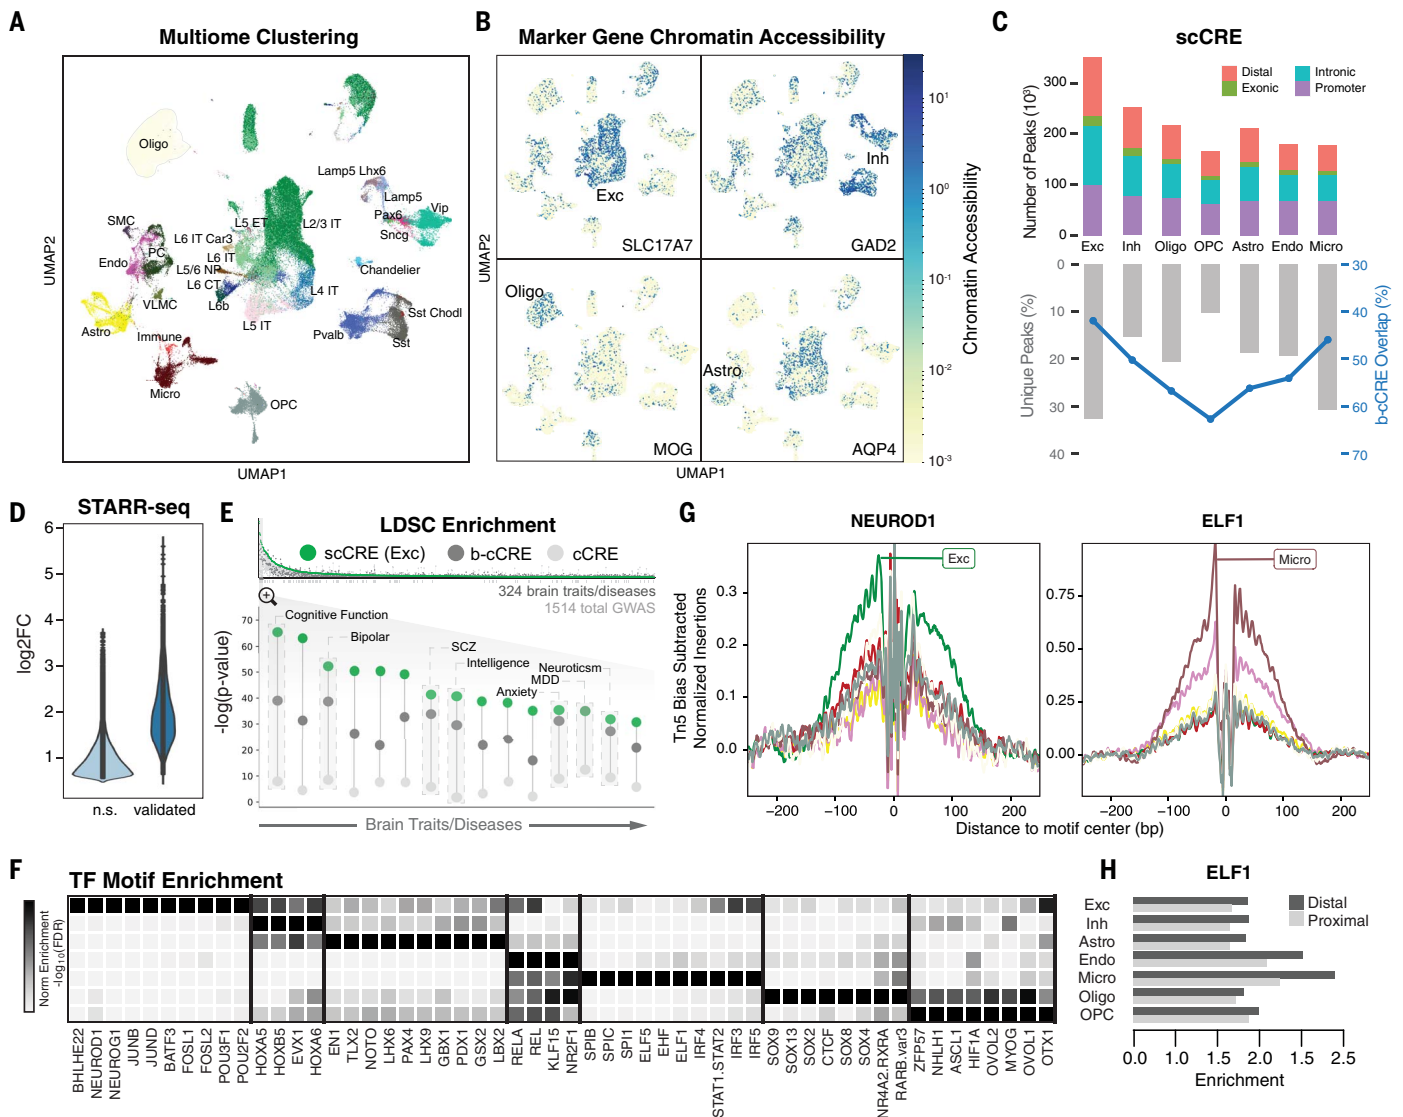 A
Multiome Clustering
Oligo
Lamp5 Lhx6
Lamp5
Pax6
Vip
Sncg
SMC
L5 ET
L2/3 IT
L6 IT Car3
PC
L6 IT
Endo
L5/6 NP
Chandelier
L6 CT
VLMC
L6b
L4 IT
Astro
L5 IT
Pvalb
Sst Chodl
Sst
Immune
Micro
OPC
UMAP2
UMAP1
B
Marker Gene Chromatin Accessibility
Exc
SLC17A7
Inh
GAD2
Oligo
MOG
Astro
AQP4
UMAP2
UMAP1
10¹
10⁰
10⁻¹
10⁻²
10⁻³
Chromatin Accessibility
C
scCRE
Distal
Intronic
Exonic
Promoter
Number of Peaks (10³)
300
200
100
0
Exc Inh Oligo OPC Astro Endo Micro
Unique Peaks (%)
0
10
20
30
40
30
40
50
60
70
b-cCRE Overlap (%)
D
STARR-seq
log2FC
6
5
4
3
2
1
n.s. validated
E
LDSC Enrichment
scCRE (Exc)
b-cCRE
cCRE
324 brain traits/diseases
1514 total GWAS
-log(p-value)
70
60
50
40
30
20
10
0
Cognitive Function
Bipolar
SCZ
Intelligence
Neuroticsm
MDD
Anxiety
Brain Traits/Diseases
G
NEUROD1
Exc
Tn5 Bias Subtracted
Normalized Insertions
0.3
0.2
0.1
0.0
−200 −100 0 100 200
ELF1
Micro
0.75
0.50
0.25
0.00
−200 −100 0 100 200
Distance to motif center (bp)
F
TF Motif Enrichment
Norm Enrichment
-log₁₀(FDR)
BHLHE22
NEUROD1
NEUROG1
JUNB
JUND
BATF3
FOSL1
FOSL2
POU3F1
POU2F2
HOXA5
HOXB5
EVX1
HOXA6
EN1
TLX2
NOTO
LHX6
PAX4
LHX9
GBX1
PDX1
GSX2
LBX2
RELA
REL
KLF15
NR2F1
SPIB
SPIC
SPI1
ELF5
EHF
ELF1
IRF4
STAT1.STAT2
IRF3
IRF5
SOX9
SOX13
SOX2
CTCF
SOX8
SOX4
NR4A2.RXRA
RARB.var3
ZFP57
NHLH1
ASCL1
HIF1A
OVOL2
MYOG
OVOL1
OTX1
H
ELF1
Exc
Inh
Astro
Endo
Micro
Oligo
OPC
Distal
Proximal
0.0 1.0 1.5 2.0 2.5
Enrichment